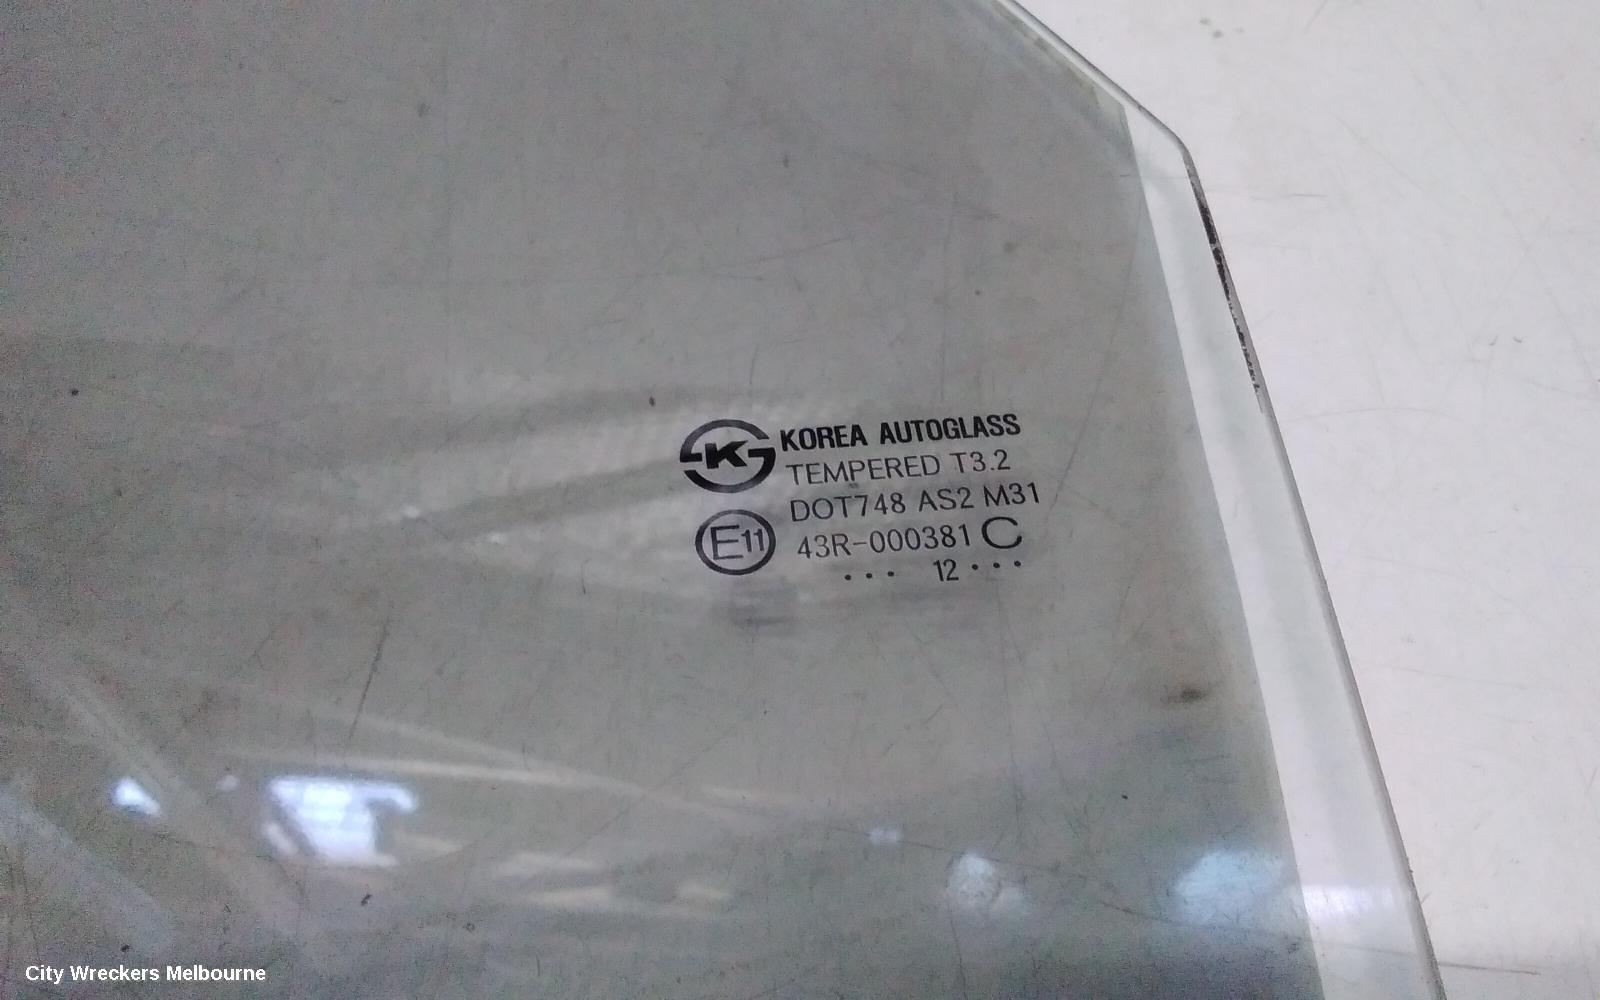 K
KOREA AUTOGLASS
TEMPERED T3.2
DOT748 AS2 M31
E11 43R-000381 C
••• 12 •••
City Wreckers Melbourne